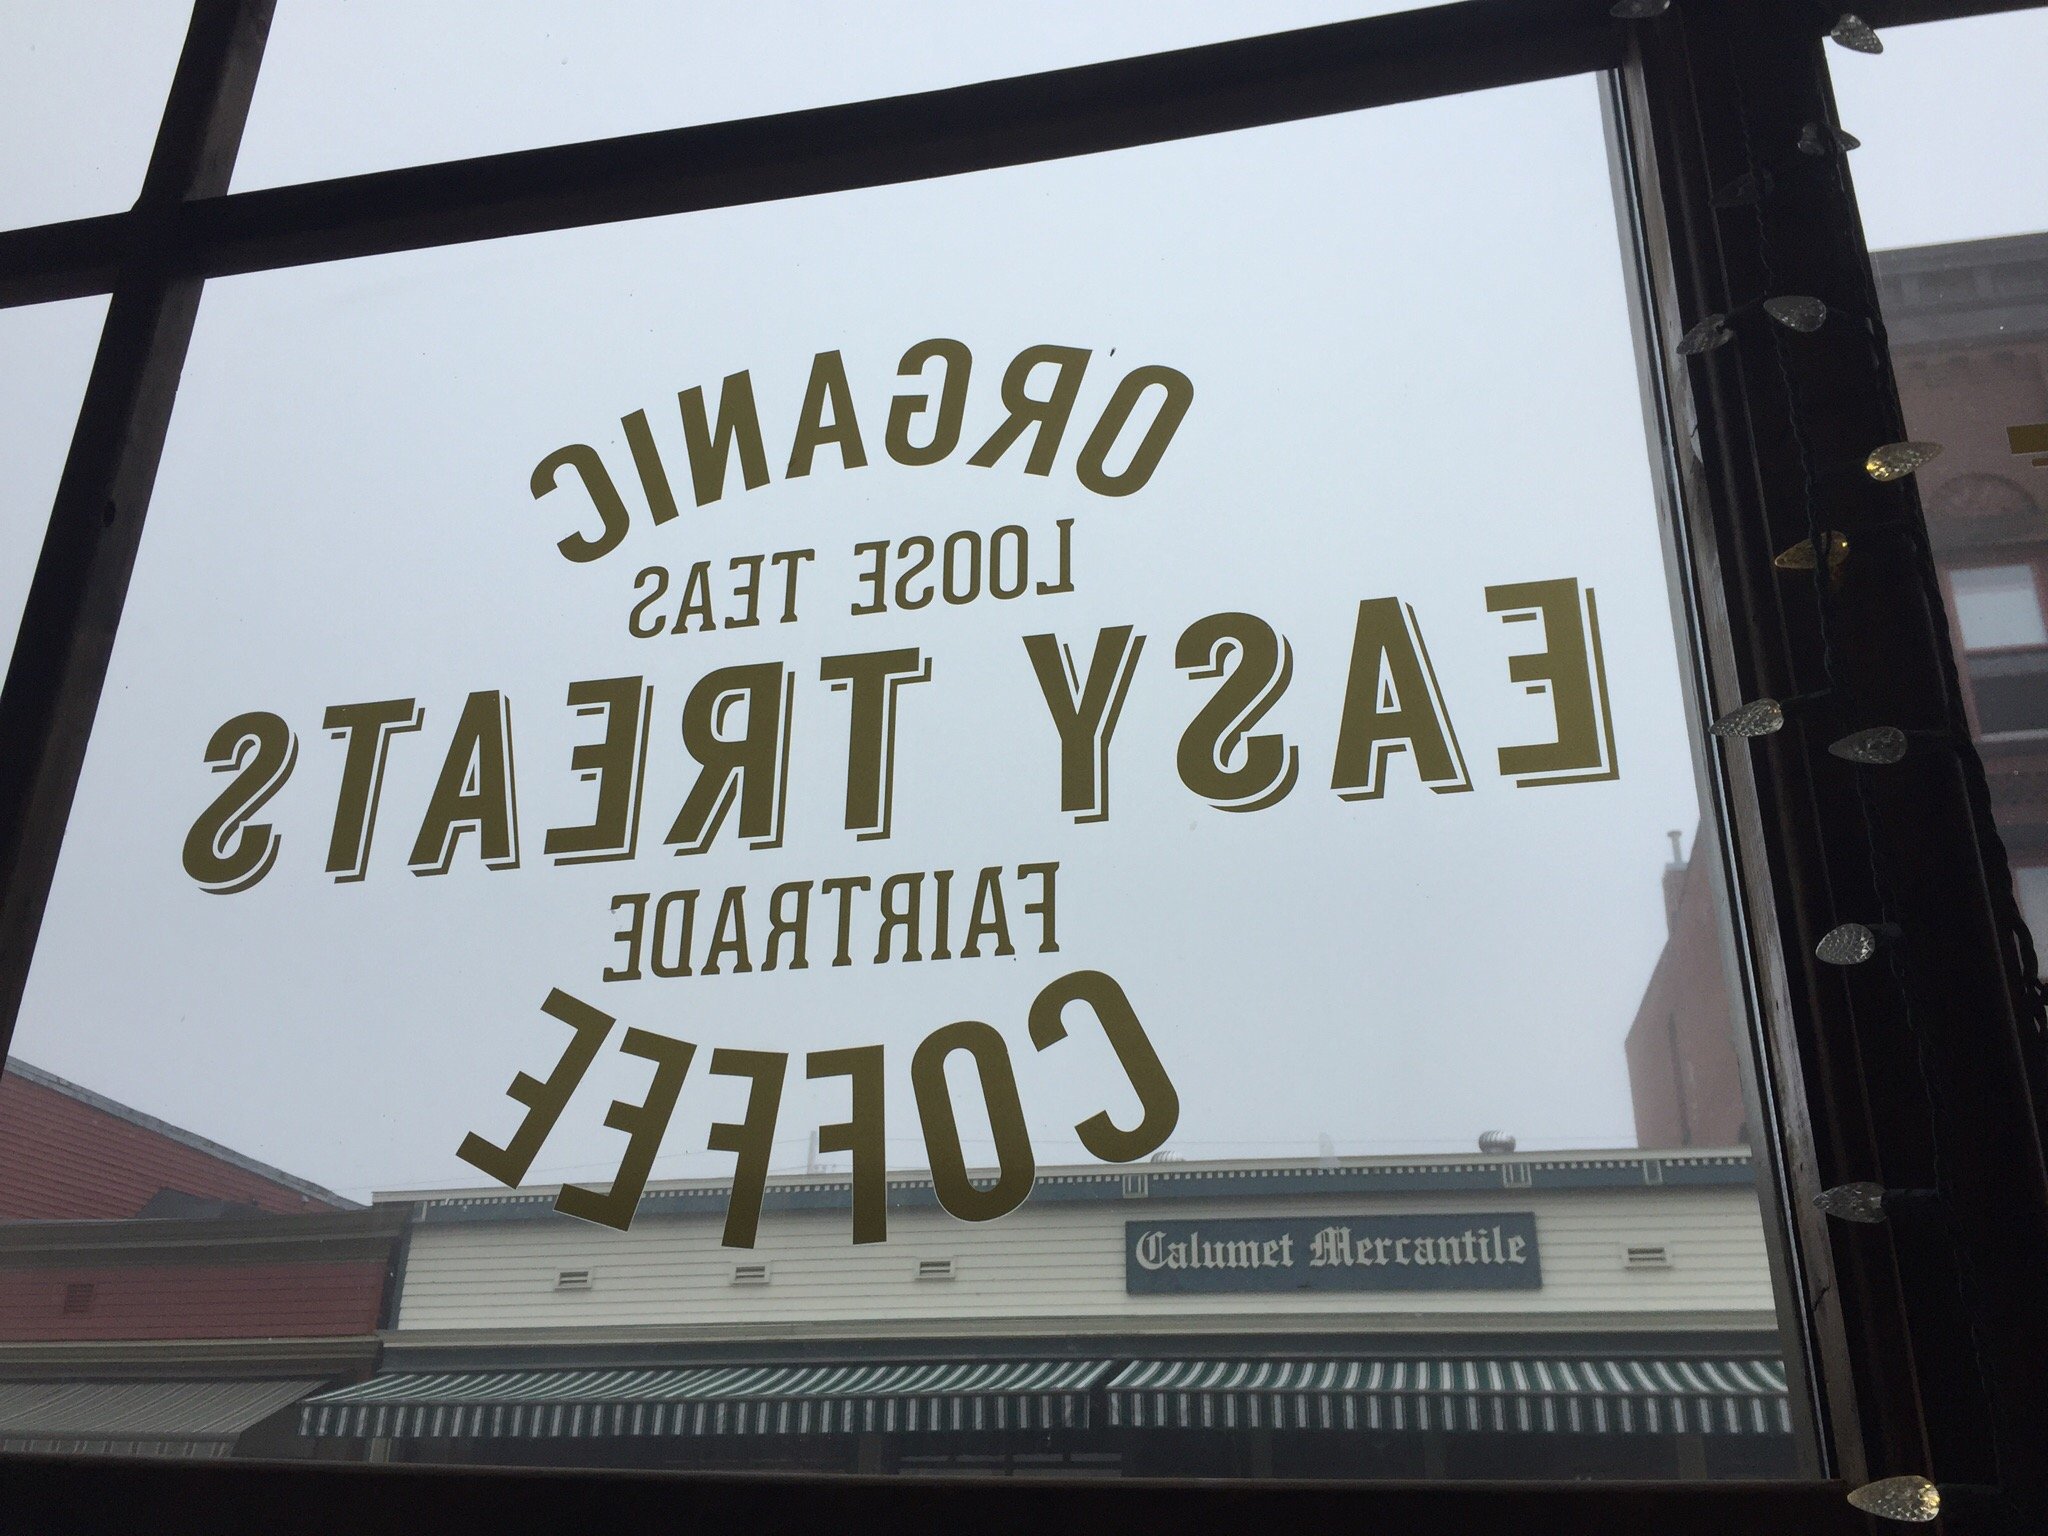 ORGANIC
LOOSE TEAS
EASY TREATS
FAIRTRADE
COFFEE
Calumet Mercantile